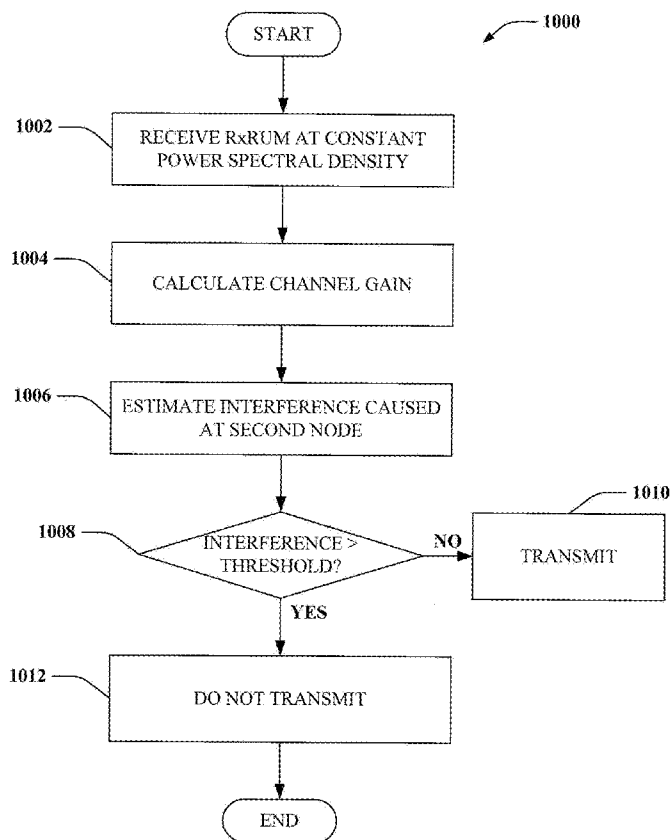 START
1000
1002
RECEIVE RxRUM AT CONSTANT
POWER SPECTRAL DENSITY
1004
CALCULATE CHANNEL GAIN
1006
ESTIMATE INTERFERENCE CAUSED
AT SECOND NODE
1008
INTERFERENCE >
THRESHOLD?
NO
1010
TRANSMIT
YES
1012
DO NOT TRANSMIT
END